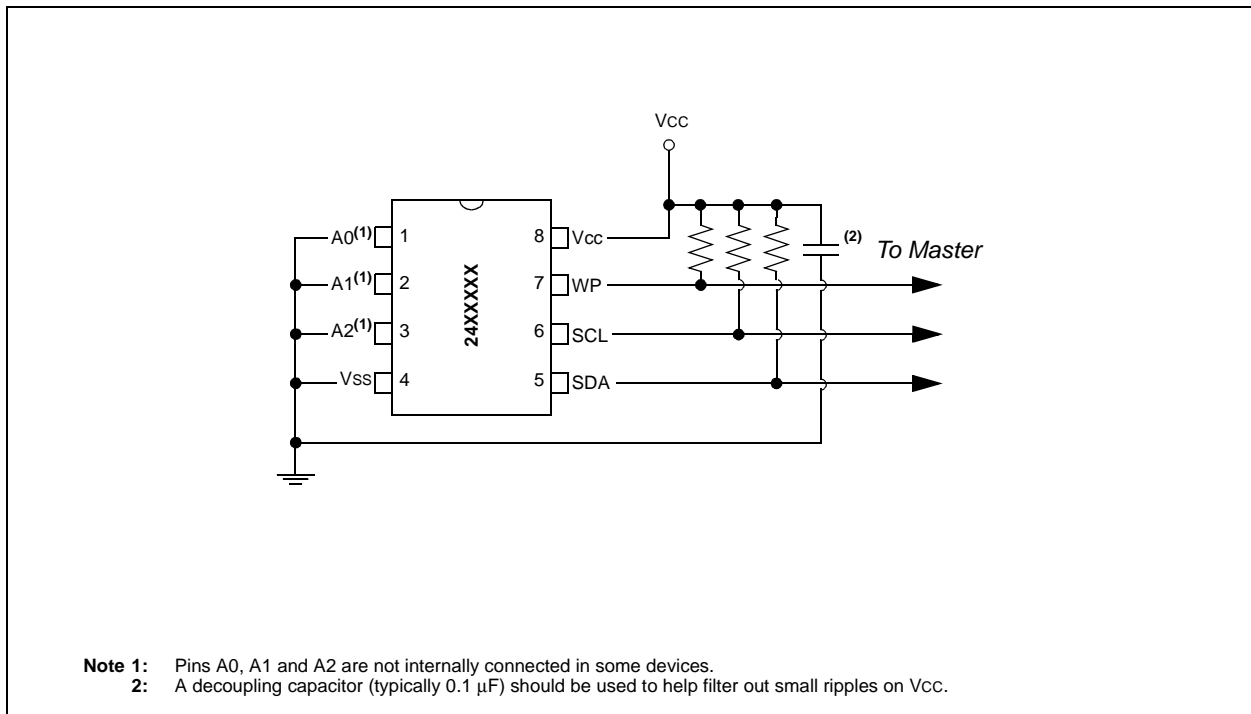 VCC
A0(1) 1 8 Vcc (2) To Master
A1(1) 2 7 WP
24XXXXX
A2(1) 3 6 SCL
VSS 4 5 SDA
Note 1: Pins A0, A1 and A2 are not internally connected in some devices.
2: A decoupling capacitor (typically 0.1 μF) should be used to help filter out small ripples on VCC.